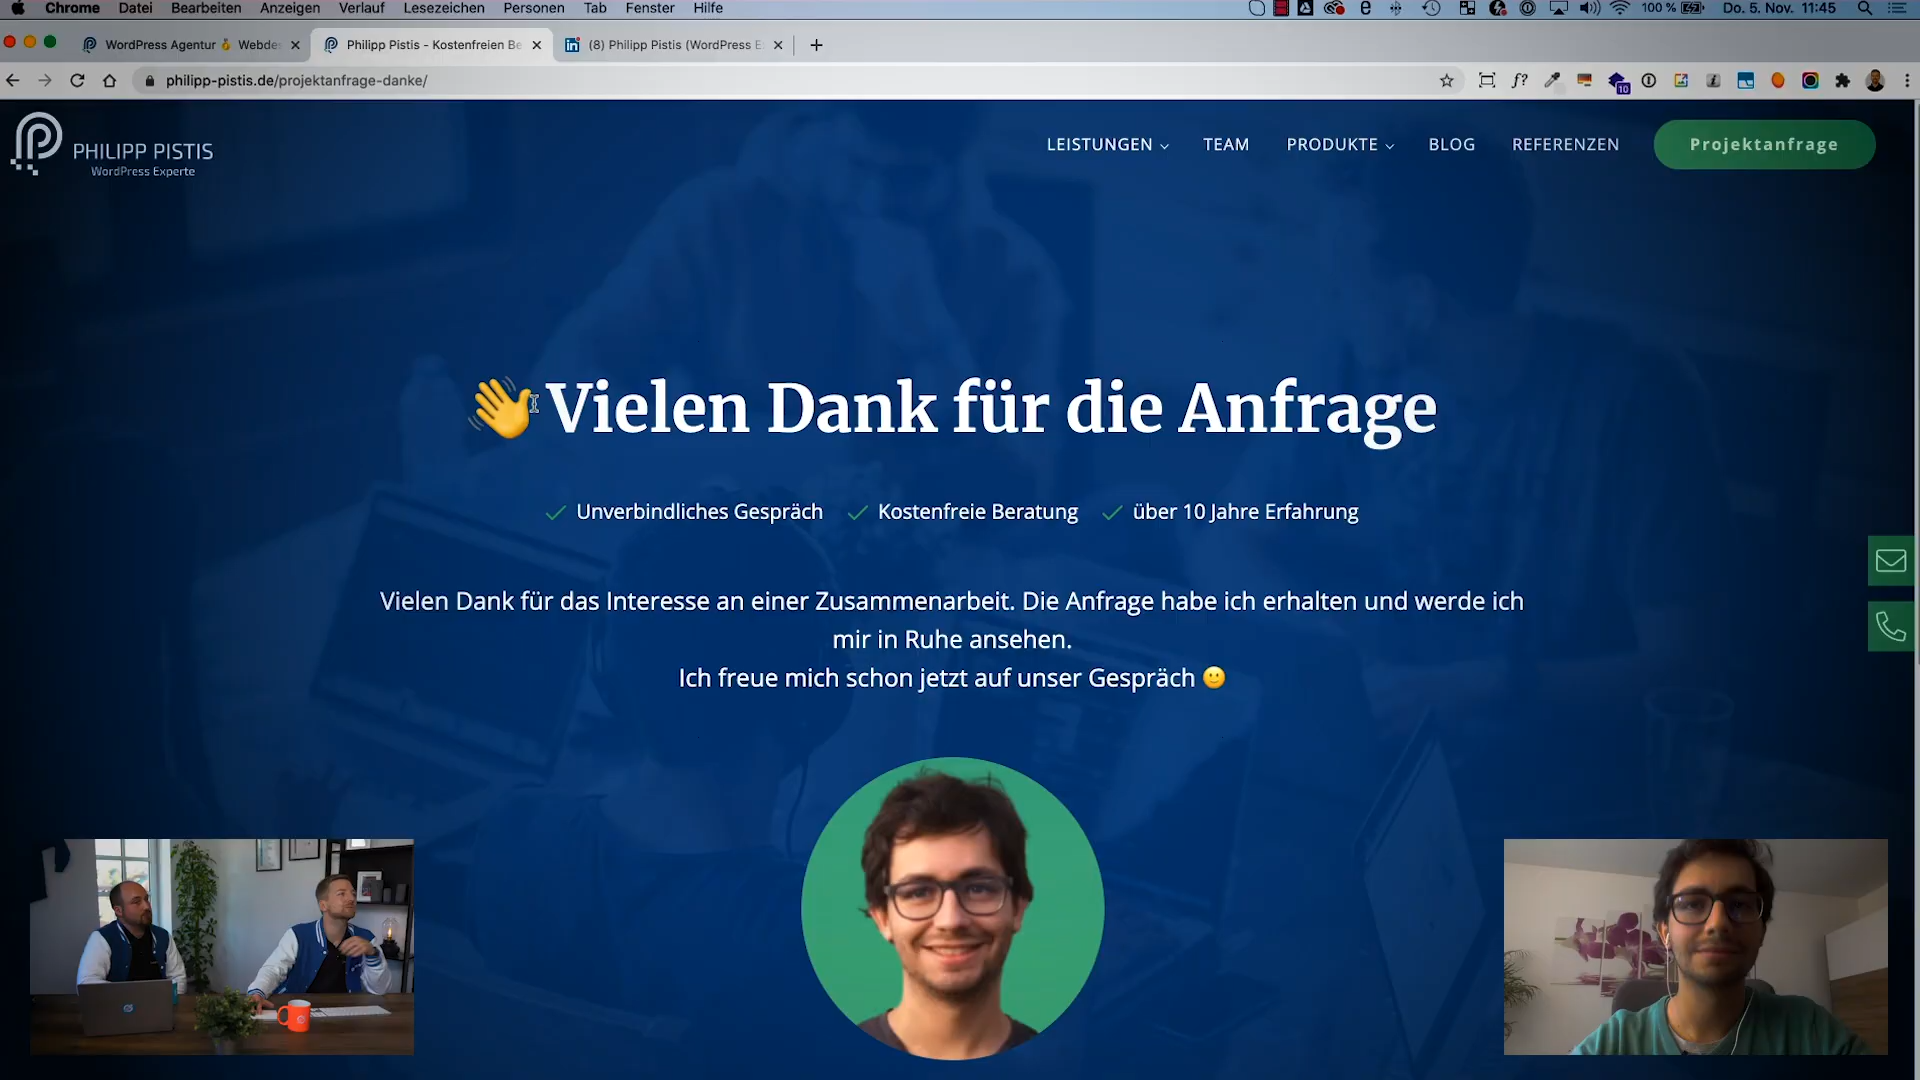 Chrome Datei Bearbeiten Anzeigen Verlauf Lesezeichen Personen Tab Fenster Hilfe 100 % Do. 5. Nov. 11:45
WordPress Agentur 🥇 Webdes
Philipp Pistis - Kostenfreien Be
(8) Philipp Pistis (WordPress E
philipp-pistis.de/projektanfrage-danke/
10
PHILIPP PISTIS
WordPress Experte
LEISTUNGEN TEAM PRODUKTE BLOG REFERENZEN Projektanfrage
👋 Vielen Dank für die Anfrage
Unverbindliches Gespräch Kostenfreie Beratung über 10 Jahre Erfahrung
Vielen Dank für das Interesse an einer Zusammenarbeit. Die Anfrage habe ich erhalten und werde ich
mir in Ruhe ansehen.
Ich freue mich schon jetzt auf unser Gespräch 🙂